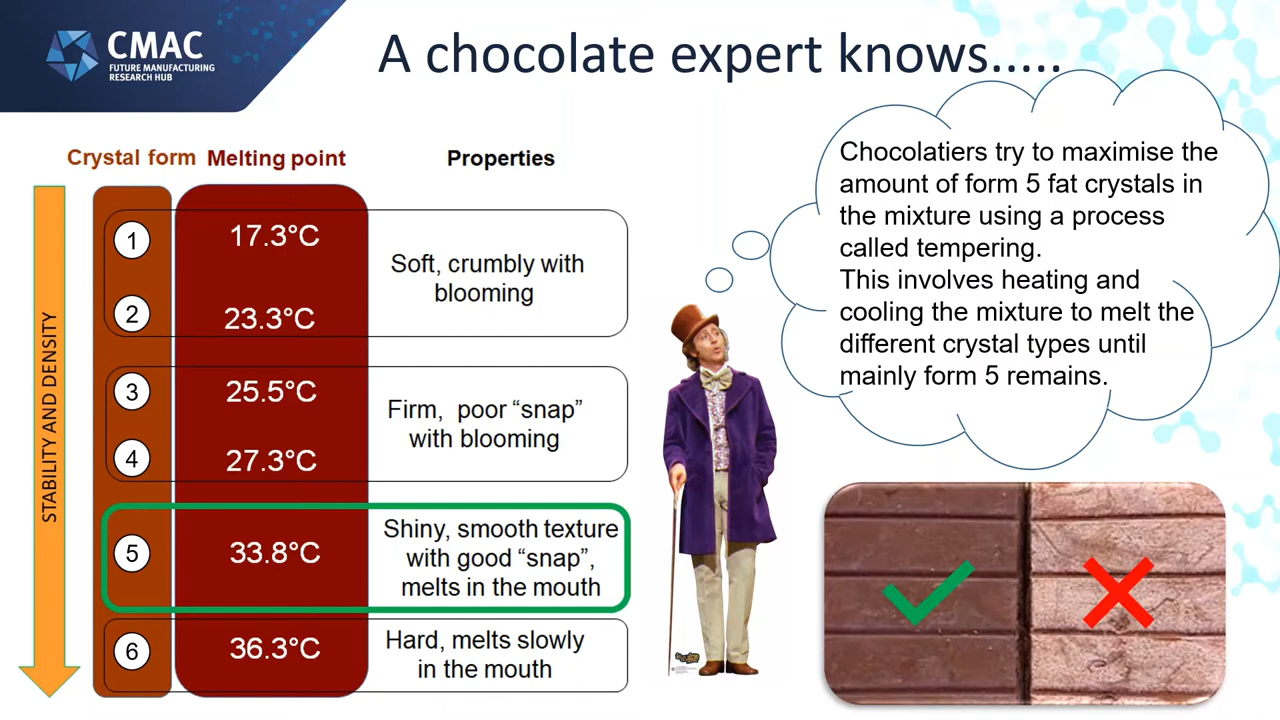 CMAC
FUTURE MANUFACTURING
RESEARCH HUB
A chocolate expert knows.....
Crystal form Melting point Properties
STABILITY AND DENSITY
1 17.3°C
2 23.3°C
Soft, crumbly with
blooming
3 25.5°C
4 27.3°C
Firm, poor “snap”
with blooming
5 33.8°C
Shiny, smooth texture
with good “snap”,
melts in the mouth
6 36.3°C
Hard, melts slowly
in the mouth
Chocolatiers try to maximise the
amount of form 5 fat crystals in
the mixture using a process
called tempering.
This involves heating and
cooling the mixture to melt the
different crystal types until
mainly form 5 remains.